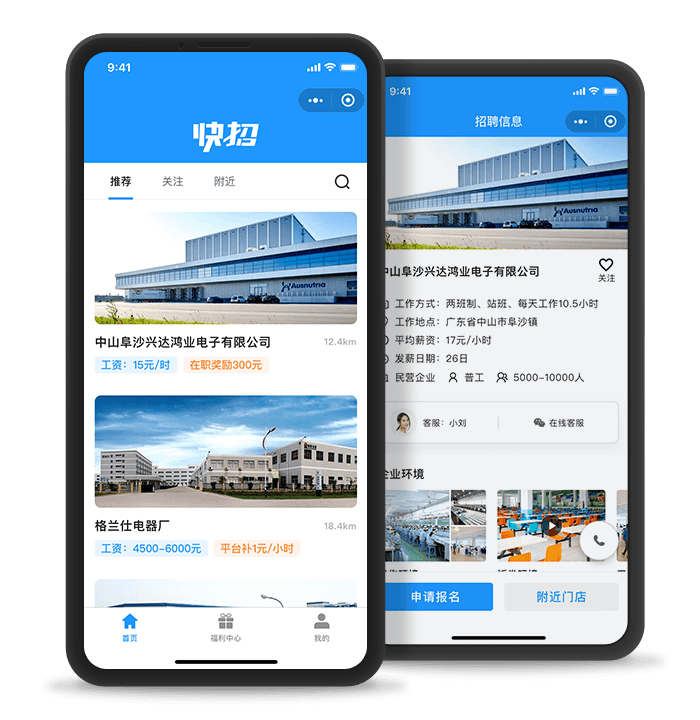 9:41
快招
推荐
关注
附近
Ausnutria
中山阜沙兴达鸿业电子有限公司
12.4km
工资：15元/时
在职奖励300元
格兰仕电器厂
18.4km
工资：4500-6000元
平台补1元/小时
首页
福利中心
我的
9:41
招聘信息
Ausnutria
中山阜沙兴达鸿业电子有限公司
关注
工作方式：两班制、站班、每天工作10.5小时
工作地点：广东省中山市阜沙镇
平均薪资：17元/小时
发薪日期：26日
民营企业
普工
5000-10000人
客服：小刘
在线客服
企业环境
申请报名
附近门店